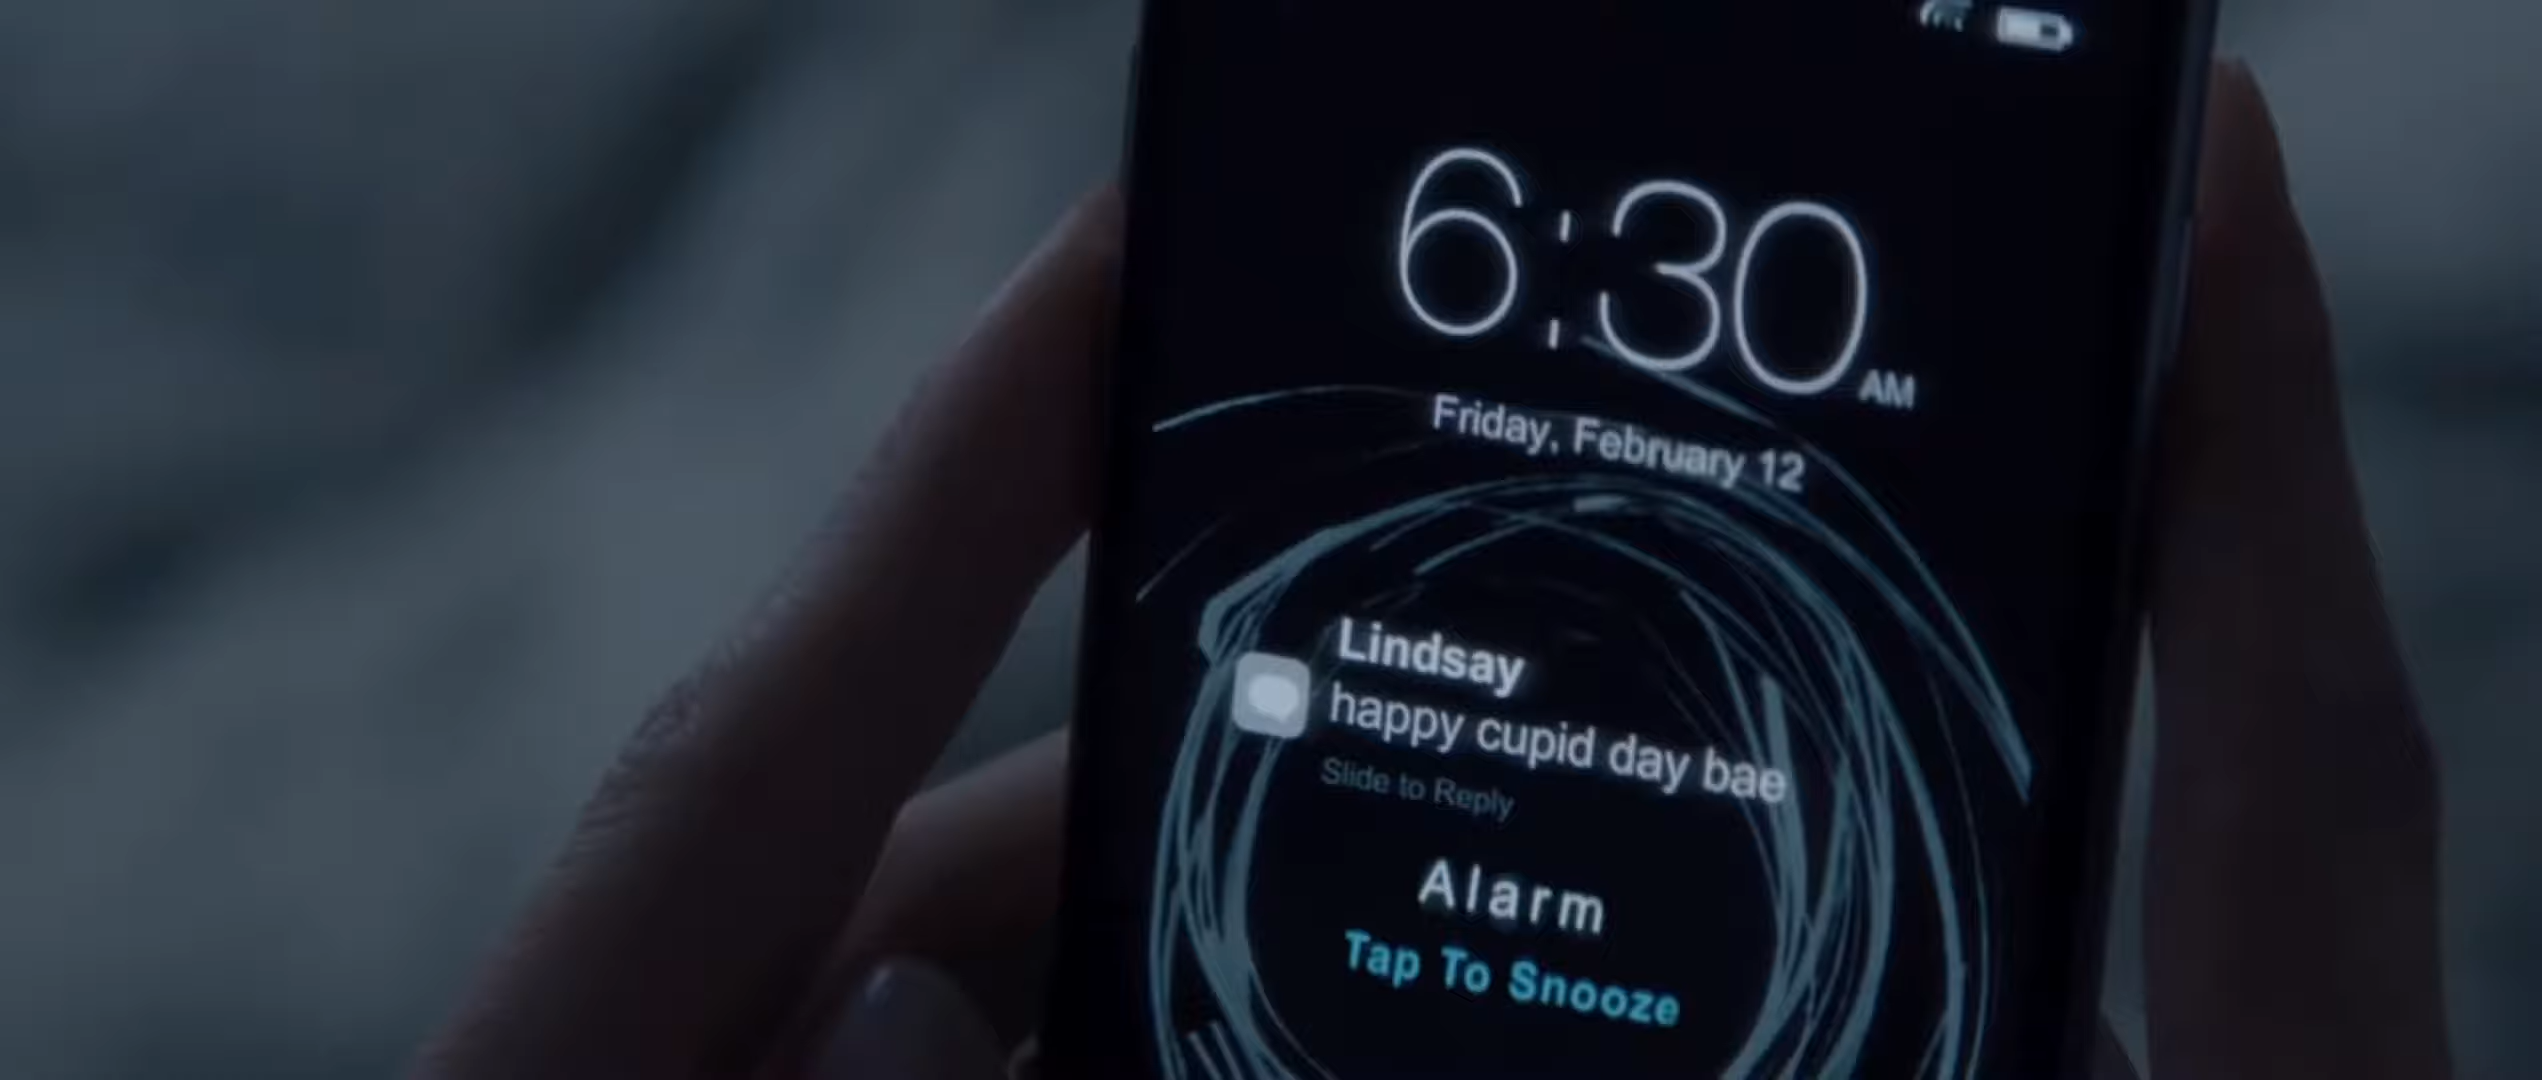 6:30 AM
Friday, February 12
Lindsay
happy cupid day bae
Slide to Reply
Alarm
Tap To Snooze